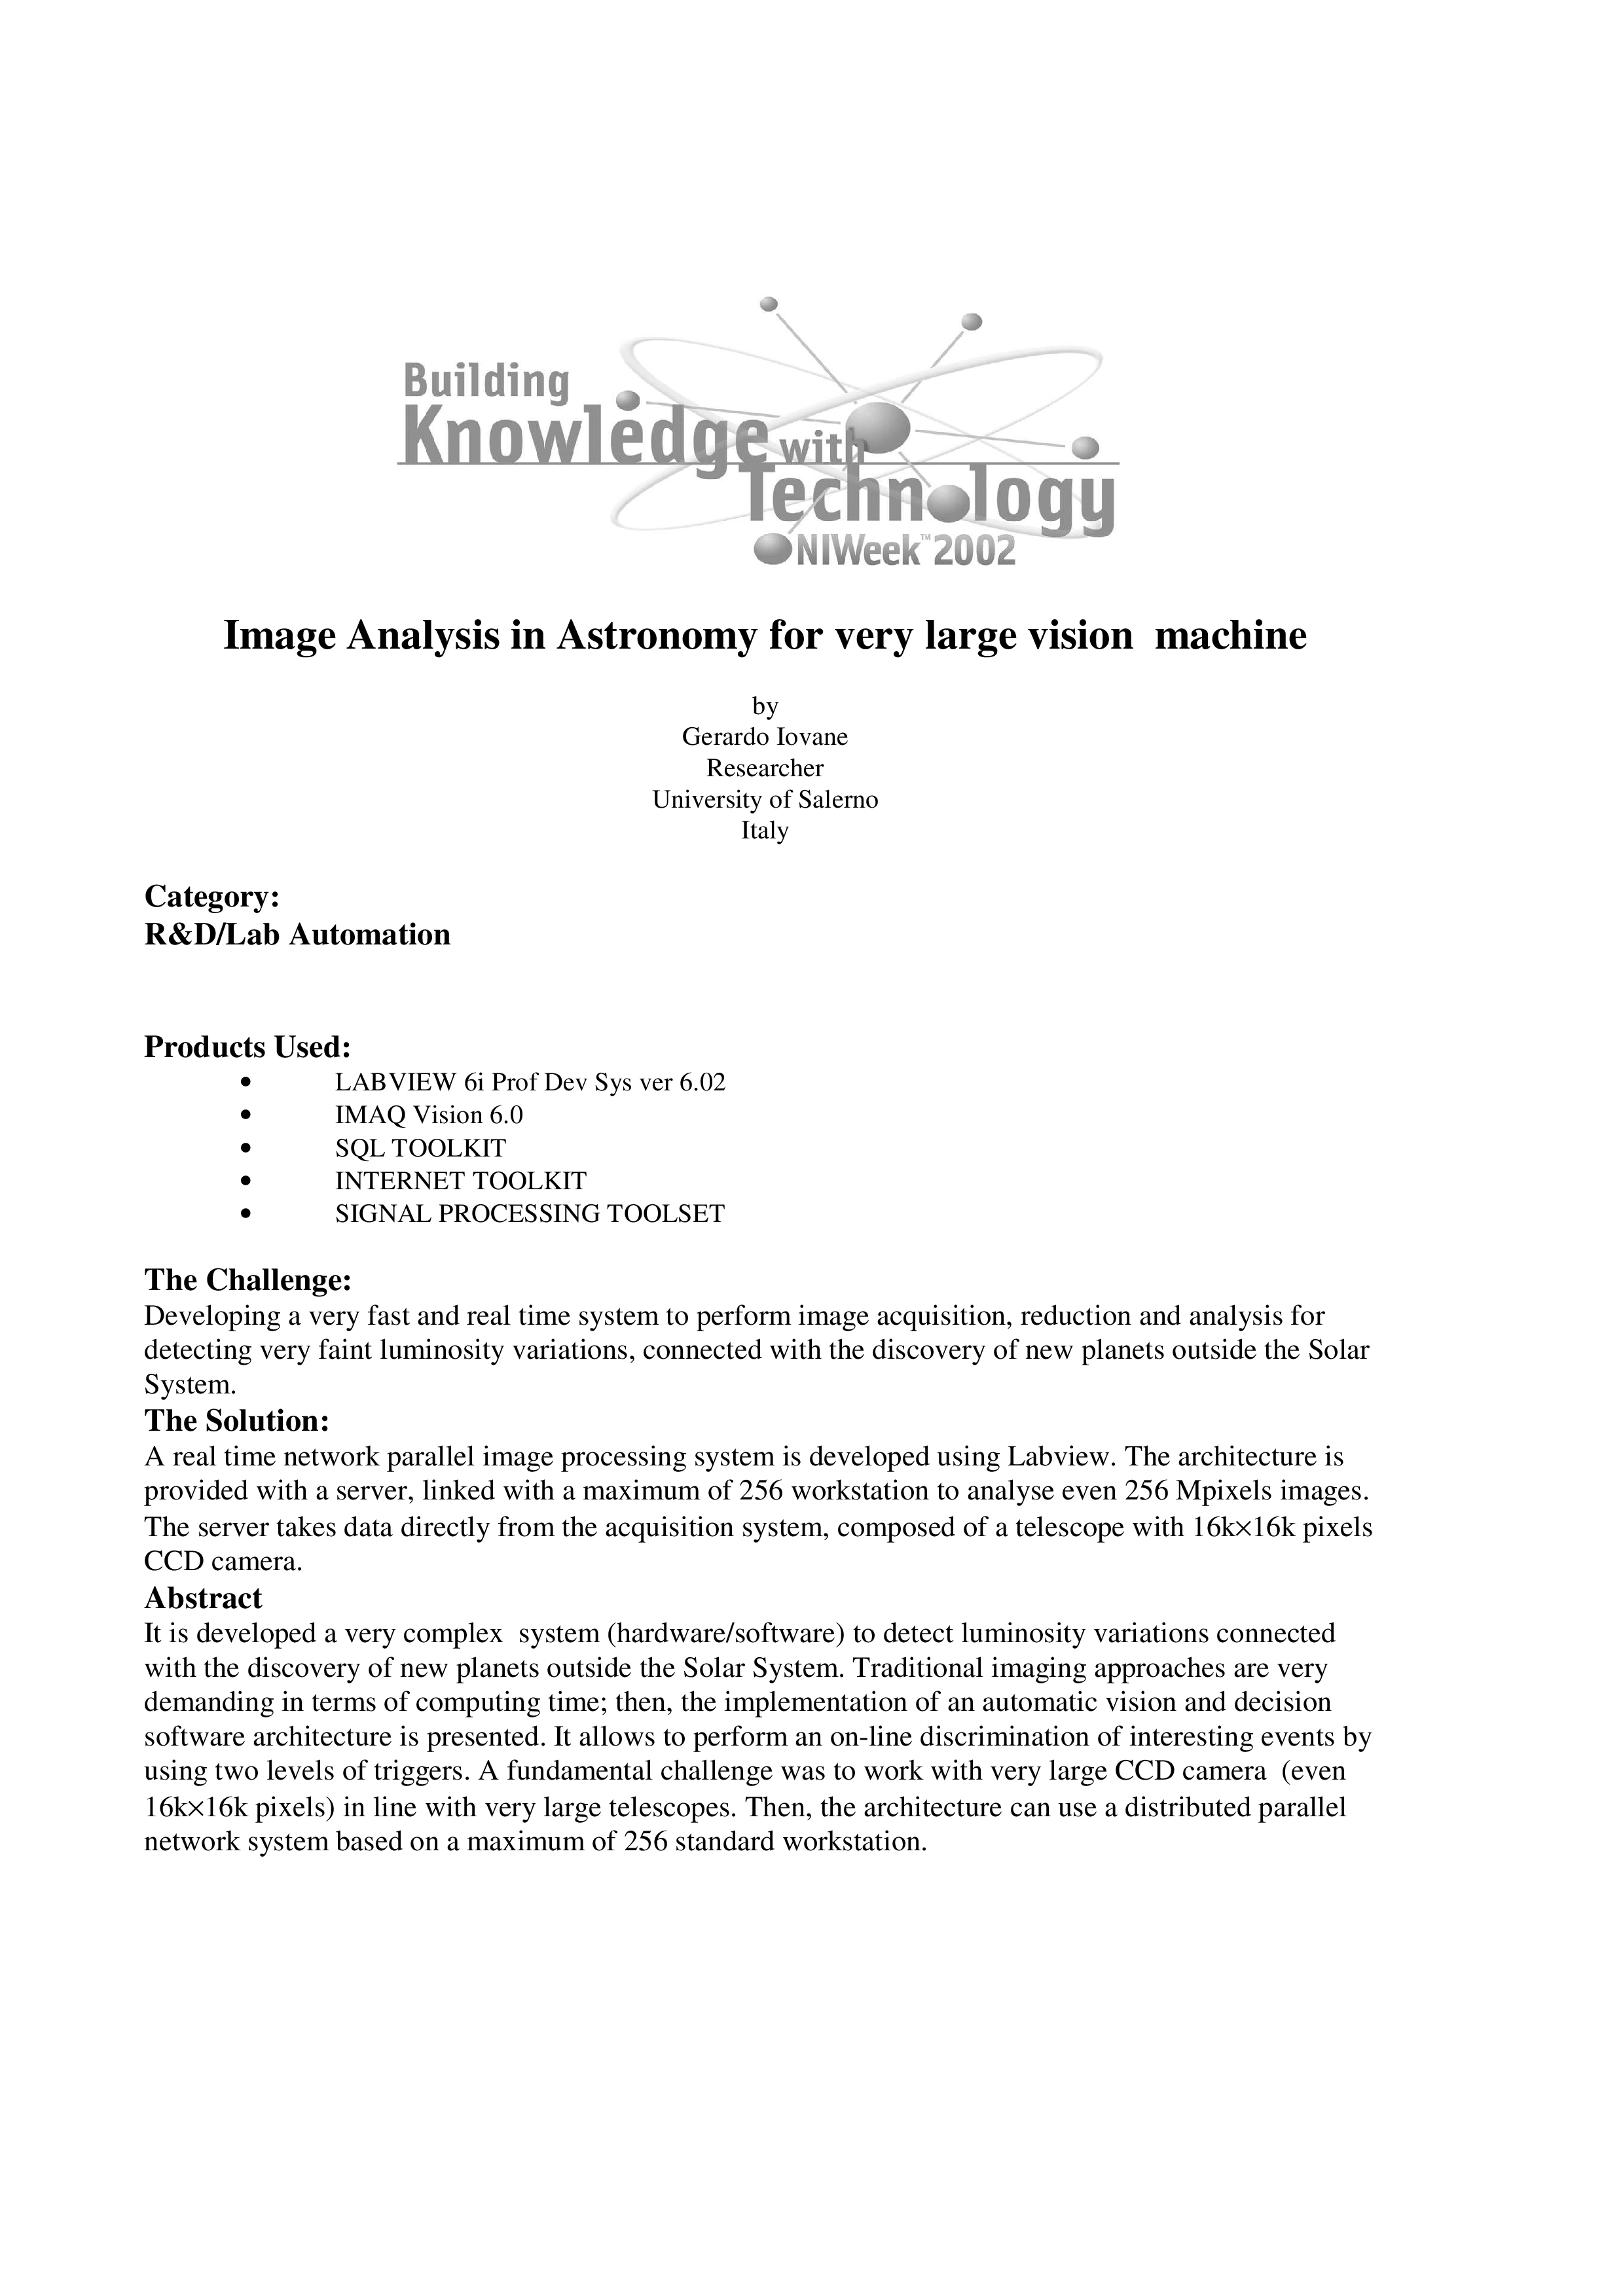 Building
Knowledge with
Technology
NIWeek™ 2002
Image Analysis in Astronomy for very large vision  machine
by
Gerardo Iovane
Researcher
University of Salerno
Italy
Category:
R&D/Lab Automation
Products Used:
• LABVIEW 6i Prof Dev Sys ver 6.02
• IMAQ Vision 6.0
• SQL TOOLKIT
• INTERNET TOOLKIT
• SIGNAL PROCESSING TOOLSET
The Challenge:
Developing a very fast and real time system to perform image acquisition, reduction and analysis for
detecting very faint luminosity variations, connected with the discovery of new planets outside the Solar
System.
The Solution:
A real time network parallel image processing system is developed using Labview. The architecture is
provided with a server, linked with a maximum of 256 workstation to analyse even 256 Mpixels images.
The server takes data directly from the acquisition system, composed of a telescope with 16k×16k pixels
CCD camera.
Abstract
It is developed a very complex  system (hardware/software) to detect luminosity variations connected
with the discovery of new planets outside the Solar System. Traditional imaging approaches are very
demanding in terms of computing time; then, the implementation of an automatic vision and decision
software architecture is presented. It allows to perform an on-line discrimination of interesting events by
using two levels of triggers. A fundamental challenge was to work with very large CCD camera  (even
16k×16k pixels) in line with very large telescopes. Then, the architecture can use a distributed parallel
network system based on a maximum of 256 standard workstation.